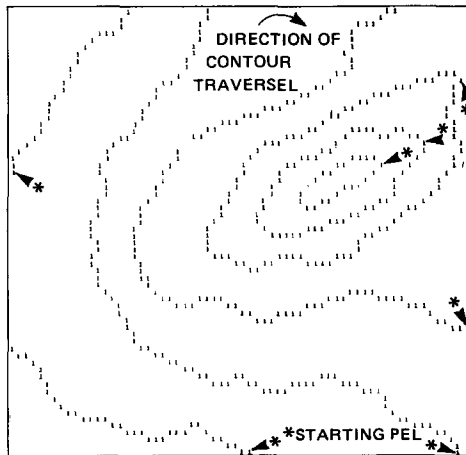 DIRECTION OF
CONTOUR
TRAVERSEL
*
*
*
*
*
**STARTING PEL *